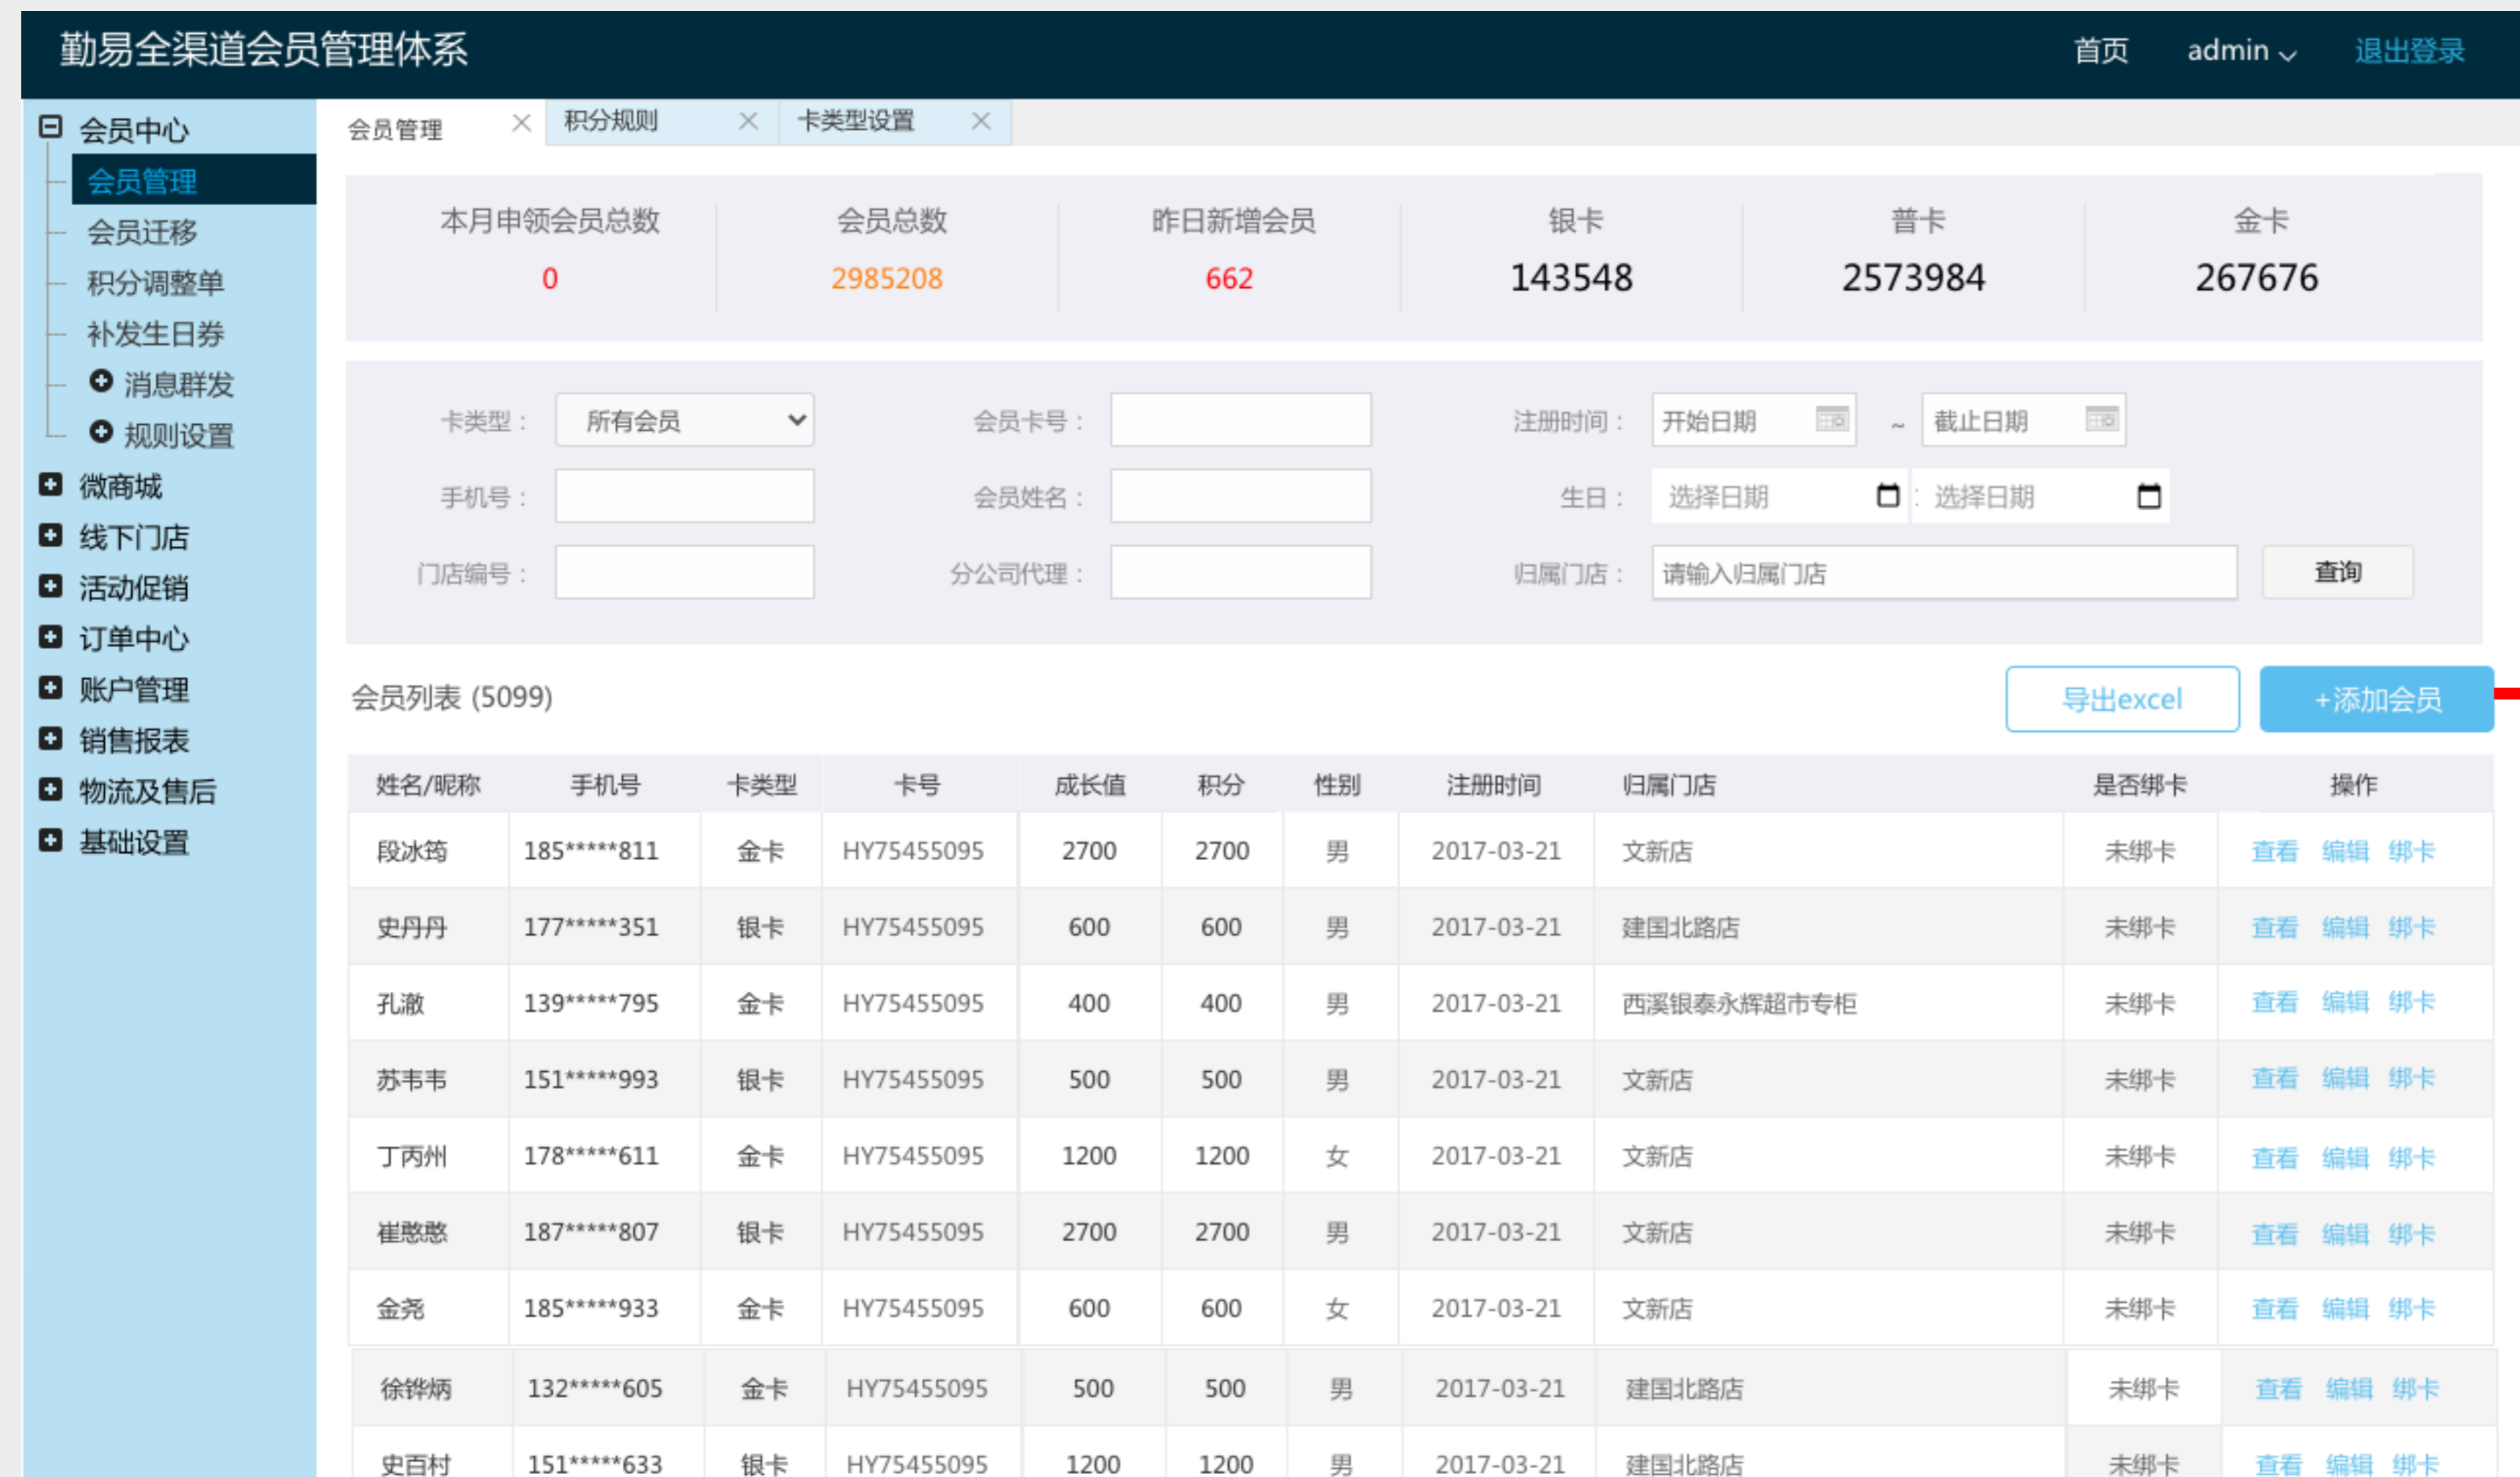 勤易全渠道会员管理体系 首页 admin 退出登录
会员中心
会员管理
会员迁移
积分调整单
补发生日券
消息群发
规则设置
微商城
线下门店
活动促销
订单中心
账户管理
销售报表
物流及售后
基础设置
会员管理 积分规则 卡类型设置
本月申领会员总数 会员总数 昨日新增会员 银卡 普卡 金卡
0 2985208 662 143548 2573984 267676
卡类型: 所有会员 会员卡号: 注册时间: 开始日期 ~ 截止日期
手机号: 会员姓名: 生日: 选择日期 : 选择日期
门店编号: 分公司代理: 归属门店: 请输入归属门店 查询
会员列表 (5099) 导出excel +添加会员
姓名/昵称 手机号 卡类型 卡号 成长值 积分 性别 注册时间 归属门店 是否绑卡 操作
段冰筠 185*****811 金卡 HY75455095 2700 2700 男 2017-03-21 文新店 未绑卡 查看 编辑 绑卡
史丹丹 177*****351 银卡 HY75455095 600 600 男 2017-03-21 建国北路店 未绑卡 查看 编辑 绑卡
孔澈 139*****795 金卡 HY75455095 400 400 男 2017-03-21 西溪银泰永辉超市专柜 未绑卡 查看 编辑 绑卡
苏韦韦 151*****993 银卡 HY75455095 500 500 男 2017-03-21 文新店 未绑卡 查看 编辑 绑卡
丁丙州 178*****611 金卡 HY75455095 1200 1200 女 2017-03-21 文新店 未绑卡 查看 编辑 绑卡
崔憨憨 187*****807 银卡 HY75455095 2700 2700 男 2017-03-21 文新店 未绑卡 查看 编辑 绑卡
金尧 185*****933 金卡 HY75455095 600 600 女 2017-03-21 文新店 未绑卡 查看 编辑 绑卡
徐铧炳 132*****605 金卡 HY75455095 500 500 男 2017-03-21 建国北路店 未绑卡 查看 编辑 绑卡
史百村 151*****633 银卡 HY75455095 1200 1200 男 2017-03-21 建国北路店 未绑卡 查看 编辑 绑卡